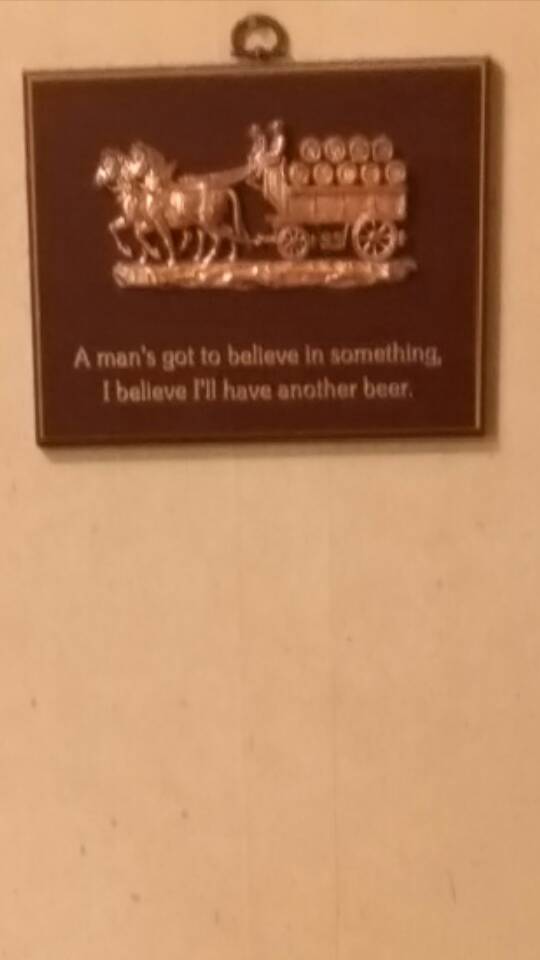 A man's got to believe in something,
I believe I'll have another beer.